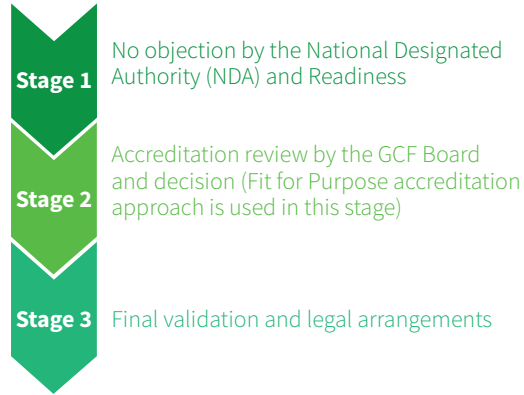 Stage 1
No objection by the National Designated
Authority (NDA) and Readiness
Stage 2
Accreditation review by the GCF Board
and decision (Fit for Purpose accreditation
approach is used in this stage)
Stage 3
Final validation and legal arrangements